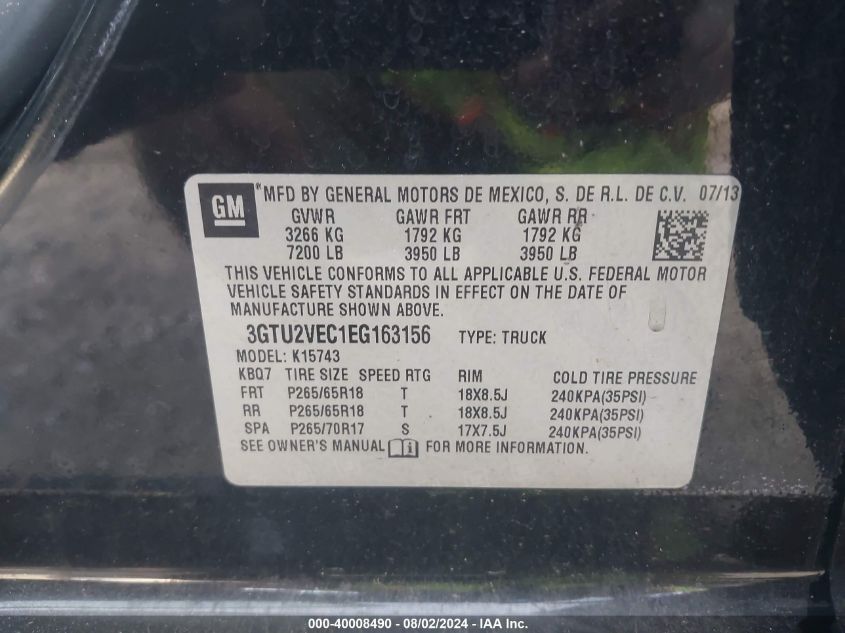 GM *MFD BY GENERAL MOTORS DE MEXICO, S. DE R.L. DE C.V. 07/13
GVWR GAWR FRT GAWR RR
3266 KG 1792 KG 1792 KG
7200 LB 3950 LB 3950 LB
THIS VEHICLE CONFORMS TO ALL APPLICABLE U.S. FEDERAL MOTOR
VEHICLE SAFETY STANDARDS IN EFFECT ON THE DATE OF
MANUFACTURE SHOWN ABOVE.
3GTU2VEC1EG163156 TYPE: TRUCK
MODEL: K15743
KBQ7 TIRE SIZE SPEED RTG RIM COLD TIRE PRESSURE
FRT P265/65R18 T 18X8.5J 240KPA(35PSI)
RR P265/65R18 T 18X8.5J 240KPA(35PSI)
SPA P265/70R17 S 17X7.5J 240KPA(35PSI)
SEE OWNER'S MANUAL FOR MORE INFORMATION.
000-40008490 - 08/02/2024 - IAA Inc.